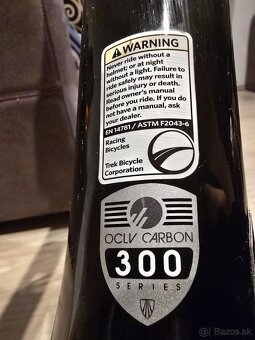 WARNING
Never ride without a
helmet; or at night
without a light. Failure to
ride safely may result in
serious injury or death.
Read owner's manual
before you ride. If you do
not have a manual, ask
your dealer.
EN 14781 / ASTM F2043-6
Racing
Bicycles
Trek Bicycle
Corporation
OCLV CARBON
300
SERIES
Bazos.sk